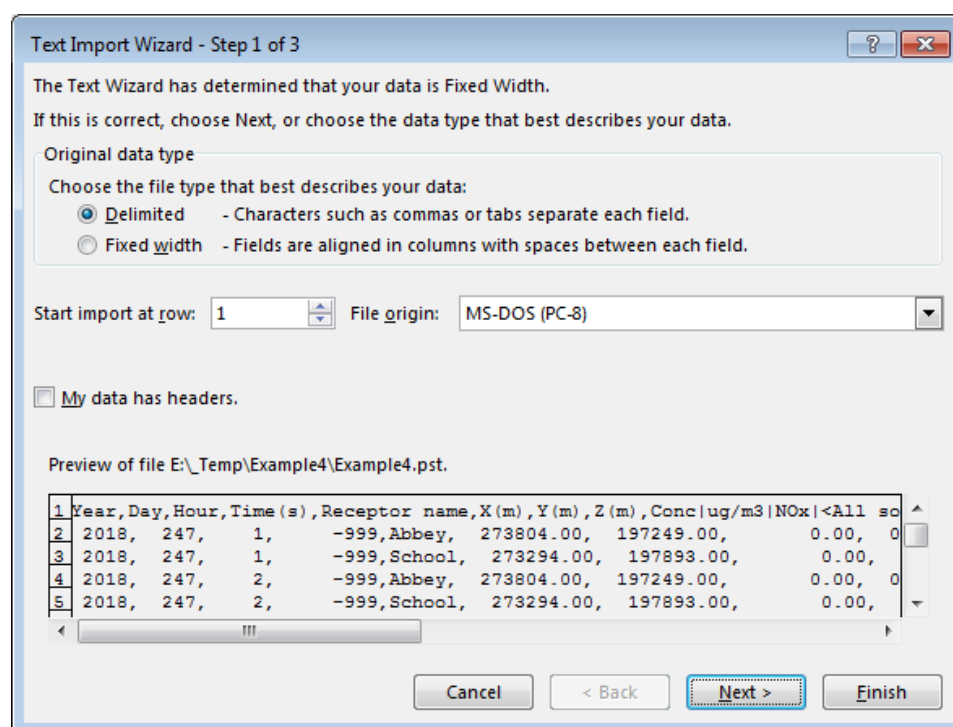 Text Import Wizard - Step 1 of 3
The Text Wizard has determined that your data is Fixed Width.
If this is correct, choose Next, or choose the data type that best describes your data.
Original data type
Choose the file type that best describes your data:
Delimited - Characters such as commas or tabs separate each field.
Fixed width - Fields are aligned in columns with spaces between each field.
Start import at row: 1 File origin: MS-DOS (PC-8)
My data has headers.
Preview of file E:\_Temp\Example4\Example4.pst.
1 Year,Day,Hour,Time(s),Receptor name,X(m),Y(m),Z(m),Conc|ug/m3|NOx|<All so
2 2018, 247, 1, -999,Abbey, 273804.00, 197249.00, 0.00, 0
3 2018, 247, 1, -999,School, 273294.00, 197893.00, 0.00,
4 2018, 247, 2, -999,Abbey, 273804.00, 197249.00, 0.00, 0
5 2018, 247, 2, -999,School, 273294.00, 197893.00, 0.00,
Cancel < Back Next > Finish